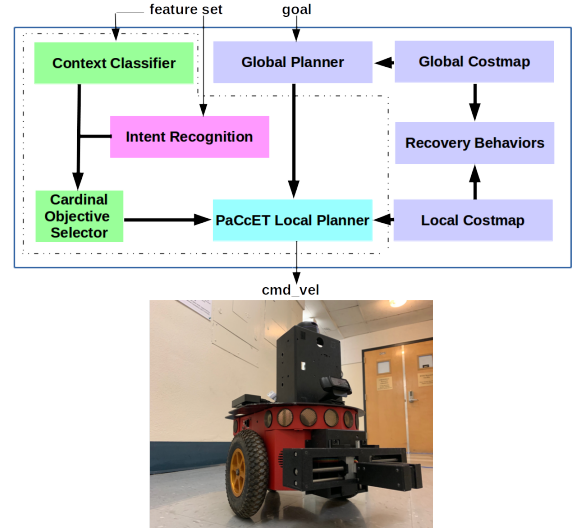 feature set
goal
Context Classifier
Global Planner
Global Costmap
Intent Recognition
Recovery Behaviors
Cardinal
Objective
Selector
PaCcET Local Planner
Local Costmap
cmd_vel